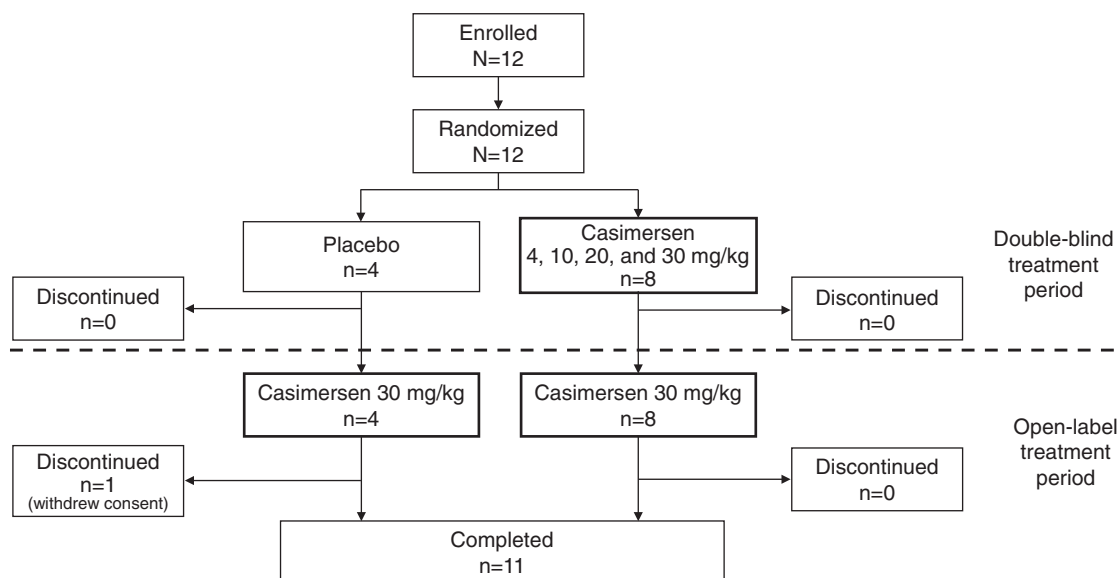 Enrolled
N=12
Randomized
N=12
Placebo
n=4
Casimersen
4, 10, 20, and 30 mg/kg
n=8
Double-blind
treatment
period
Discontinued
n=0
Discontinued
n=0
Casimersen 30 mg/kg
n=4
Casimersen 30 mg/kg
n=8
Open-label
treatment
period
Discontinued
n=1
(withdrew consent)
Discontinued
n=0
Completed
n=11